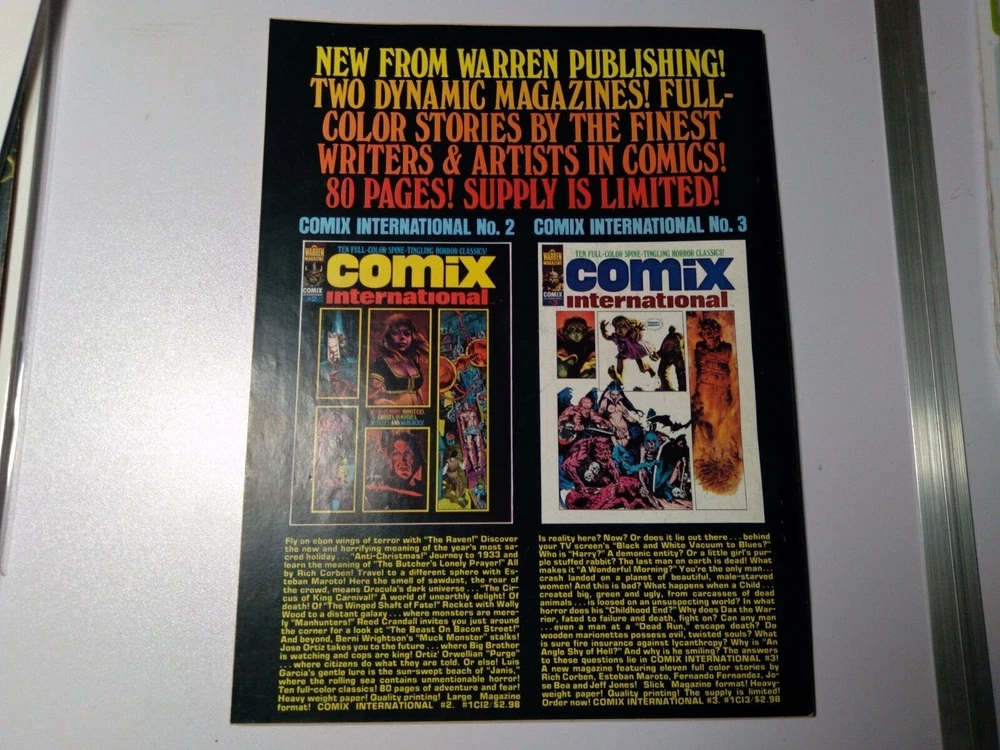 NEW FROM WARREN PUBLISHING!
TWO DYNAMIC MAGAZINES! FULL-
COLOR STORIES BY THE FINEST
WRITERS & ARTISTS IN COMICS!
80 PAGES! SUPPLY IS LIMITED!
COMIX INTERNATIONAL No. 2
WARREN MAGAZINE
TEN FULL-COLOR SPINE-TINGLING HORROR CLASSICS!
comix
international
COMIX
Fly on ebon wings of terror with "The Raven!" Discover
the new and horrifying meaning of the year's most sa-
cred holiday . . . "Anti-Christmas!" Journey to 1933 and
learn the meaning of "The Butcher's Lonely Prayer!" All
by Rich Corben! Travel to a different sphere with Es-
teban Maroto! Here the smell of sawdust, the roar of
the crowd, means Dracula's dark universe . . . "The Cir-
cus of King Carnival!" A world of unearthly delight! Of
death! Of "The Winged Shaft of Fate!" Rocket with Wally
Wood to a distant galaxy . . . where monsters are mere-
ly "Manhunters!" Reed Crandall invites you just around
the corner for a look at "The Beast On Bacon Street!"
And beyond, Berni Wrightson's "Muck Monster" stalks!
Jose Ortiz takes you to the future . . . where Big Brother
is watching and cops are king! Ortiz' Orwellian "Purge"
. . . where citizens do what they are told. Or else! Luis
Garcia's gentle lure is the sun-swept beach of "Janis,"
where the rolling sea contains unmentionable horror!
Ten full-color classics! 80 pages of adventure and fear!
Heavy weight paper! Quality printing! Large Magazine
format! COMIX INTERNATIONAL #2. #1CI2/$2.98
COMIX INTERNATIONAL No. 3
WARREN MAGAZINE
TEN FULL-COLOR SPINE-TINGLING HORROR CLASSICS!
comix
international
COMIX
Is reality here? Now? Or does it lie out there . . . behind
your TV screen's "Black and White Vacuum to Blues?"
Who is "Harry?" A demonic entity? Or a little girl's pur-
ple stuffed rabbit? The last man on earth is dead! What
makes it "A Wonderful Morning?" You're the only man . . .
crash landed on a planet of beautiful, male-starved
women! And this is bad? What happens when a Child . . .
created big, green and ugly, from carcasses of dead
animals . . . is loosed on an unsuspecting world? In what
horror does his "Childhood End?" Why does Dax the War-
rior, fated to failure and death, fight on? Can any man
. . . even a man at a "Dead Run," escape death? Do
wooden marionettes possess evil, twisted souls? What
is sure fire insurance against lycanthropy? Why is "An
Angle Shy of Hell?" And why is he smiling? The answers
to these questions lie in COMIX INTERNATIONAL #3!
A new magazine featuring eleven full color stories by
Rich Corben, Esteban Maroto, Fernando Fernandez, Jo-
se Bea and Jeff Jones! Slick Magazine format! Heavy-
weight paper! Quality printing! The supply is limited!
Order now! COMIX INTERNATIONAL #3. #1CI3/$2.98